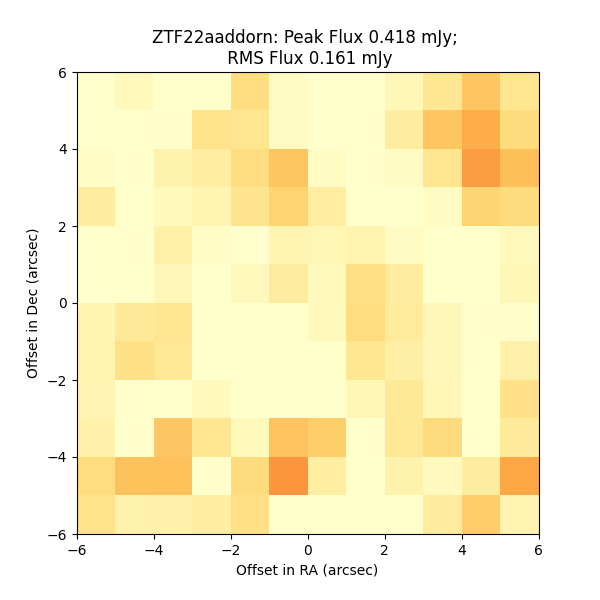 ZTF22aaddorn: Peak Flux 0.418 mJy;
RMS Flux 0.161 mJy
6
4
2
0
−2
−4
−6
Offset in Dec (arcsec)
−6 −4 −2 0 2 4 6
Offset in RA (arcsec)